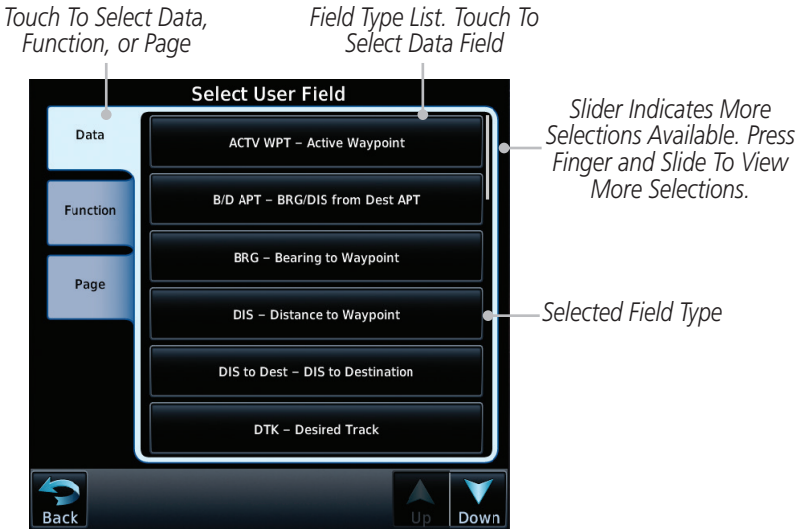 Touch To Select Data,
Function, or Page
Field Type List. Touch To
Select Data Field
Select User Field
Data
Function
Page
ACTV WPT – Active Waypoint
B/D APT – BRG/DIS from Dest APT
BRG – Bearing to Waypoint
DIS – Distance to Waypoint
DIS to Dest – DIS to Destination
DTK – Desired Track
Slider Indicates More
Selections Available. Press
Finger and Slide To View
More Selections.
Selected Field Type
Back
Up
Down